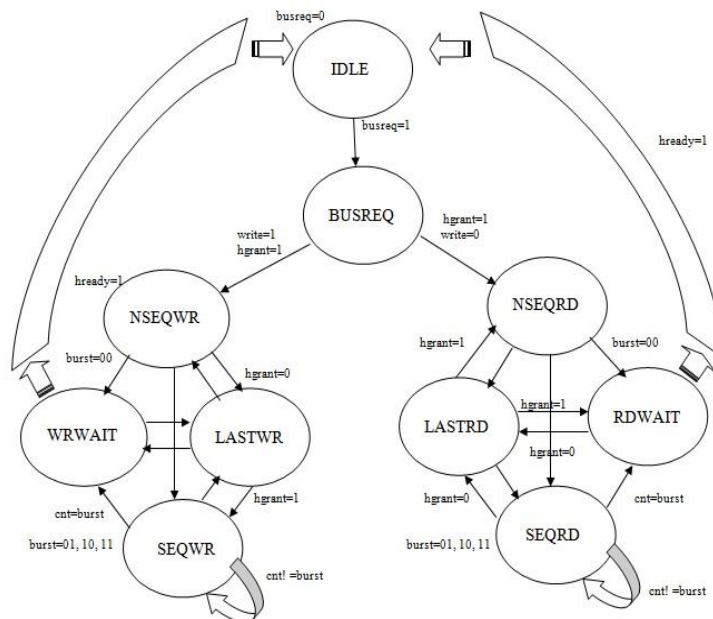 busreq=0
IDLE
busreq=1
hready=1
BUSREQ
write=1
hgrant=1
hgrant=1
write=0
hready=1
NSEQWR
NSEQRD
burst=00
hgrant=0
hgrant=1
burst=00
WRWAIT
LASTWR
LASTRD
hgrant=1
RDWAIT
hgrant=0
cnt=burst
hgrant=1
hgrant=0
cnt=burst
burst=01, 10, 11
SEQWR
burst=01, 10, 11
SEQRD
cnt! =burst
cnt! =burst